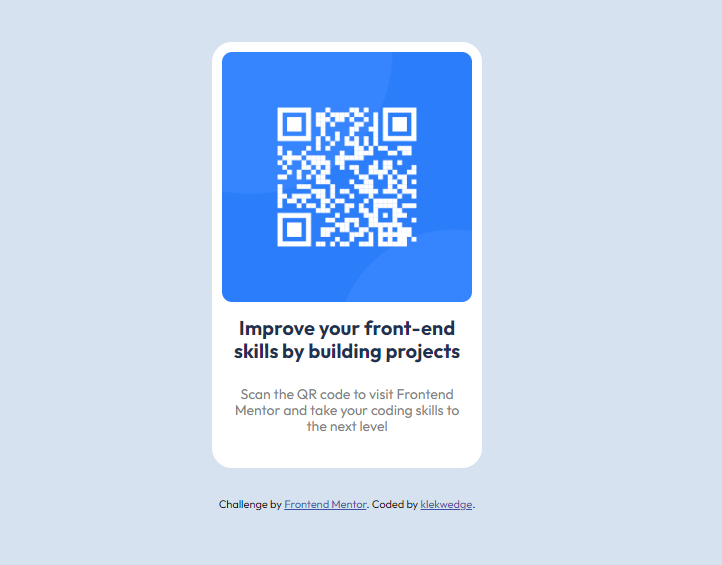 Improve your front-end
skills by building projects
Scan the QR code to visit Frontend
Mentor and take your coding skills to
the next level
Challenge by Frontend Mentor. Coded by klekwedge.